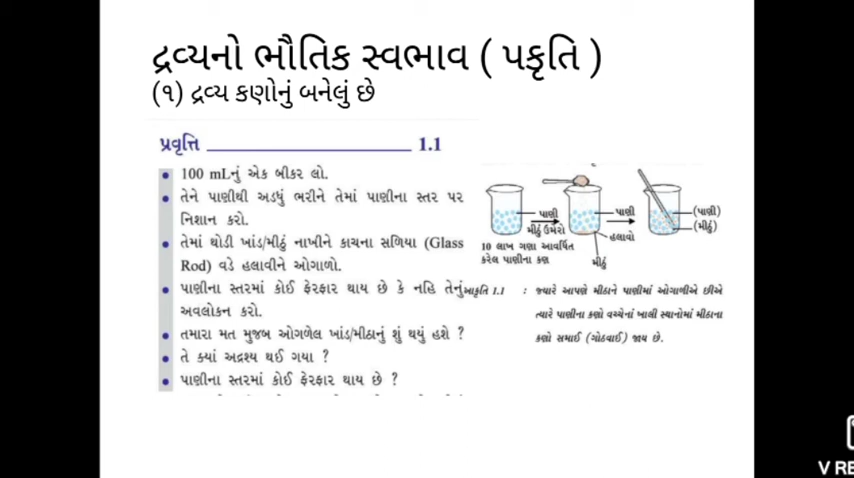 દ્રવ્યનો ભૌતિક સ્વભાવ ( પકૃતિ )
(૧) દ્રવ્ય કણોનું બનેલું છે
પ્રવૃત્તિ 1.1
• 100 mLનું એક બીકર લો.
• તેને પાણીથી અડધું ભરીને તેમાં પાણીના સ્તર પર
નિશાન કરો.
• તેમાં થોડી ખાંડ/મીઠું નાખીને કાચના સળિયા (Glass
Rod) વડે હલાવીને ઓગાળો.
• પાણીના સ્તરમાં કોઈ ફેરફાર થાય છે કે નહિ તેનું
અવલોકન કરો.
• તમારા મત મુજબ ઓગળેલ ખાંડ/મીઠાનું શું થયું હશે ?
• તે ક્યાં અદ્રશ્ય થઈ ગયા ?
• પાણીના સ્તરમાં કોઈ ફેરફાર થાય છે ?
પાણી
મીઠું ઉમેરો
પાણી
હલાવો
(પાણી)
(મીઠું)
10 લાખ ગણા આવર્ધિત
કરેલ પાણીના કણ
મીઠું
આકૃતિ 1.1 : જ્યારે આપણે મીઠાને પાણીમાં ઓગાળીએ છીએ
ત્યારે પાણીના કણો વચ્ચેનાં ખાલી સ્થાનોમાં મીઠાના
કણો સમાઈ (ગોઠવાઈ) જાય છે.
V RE